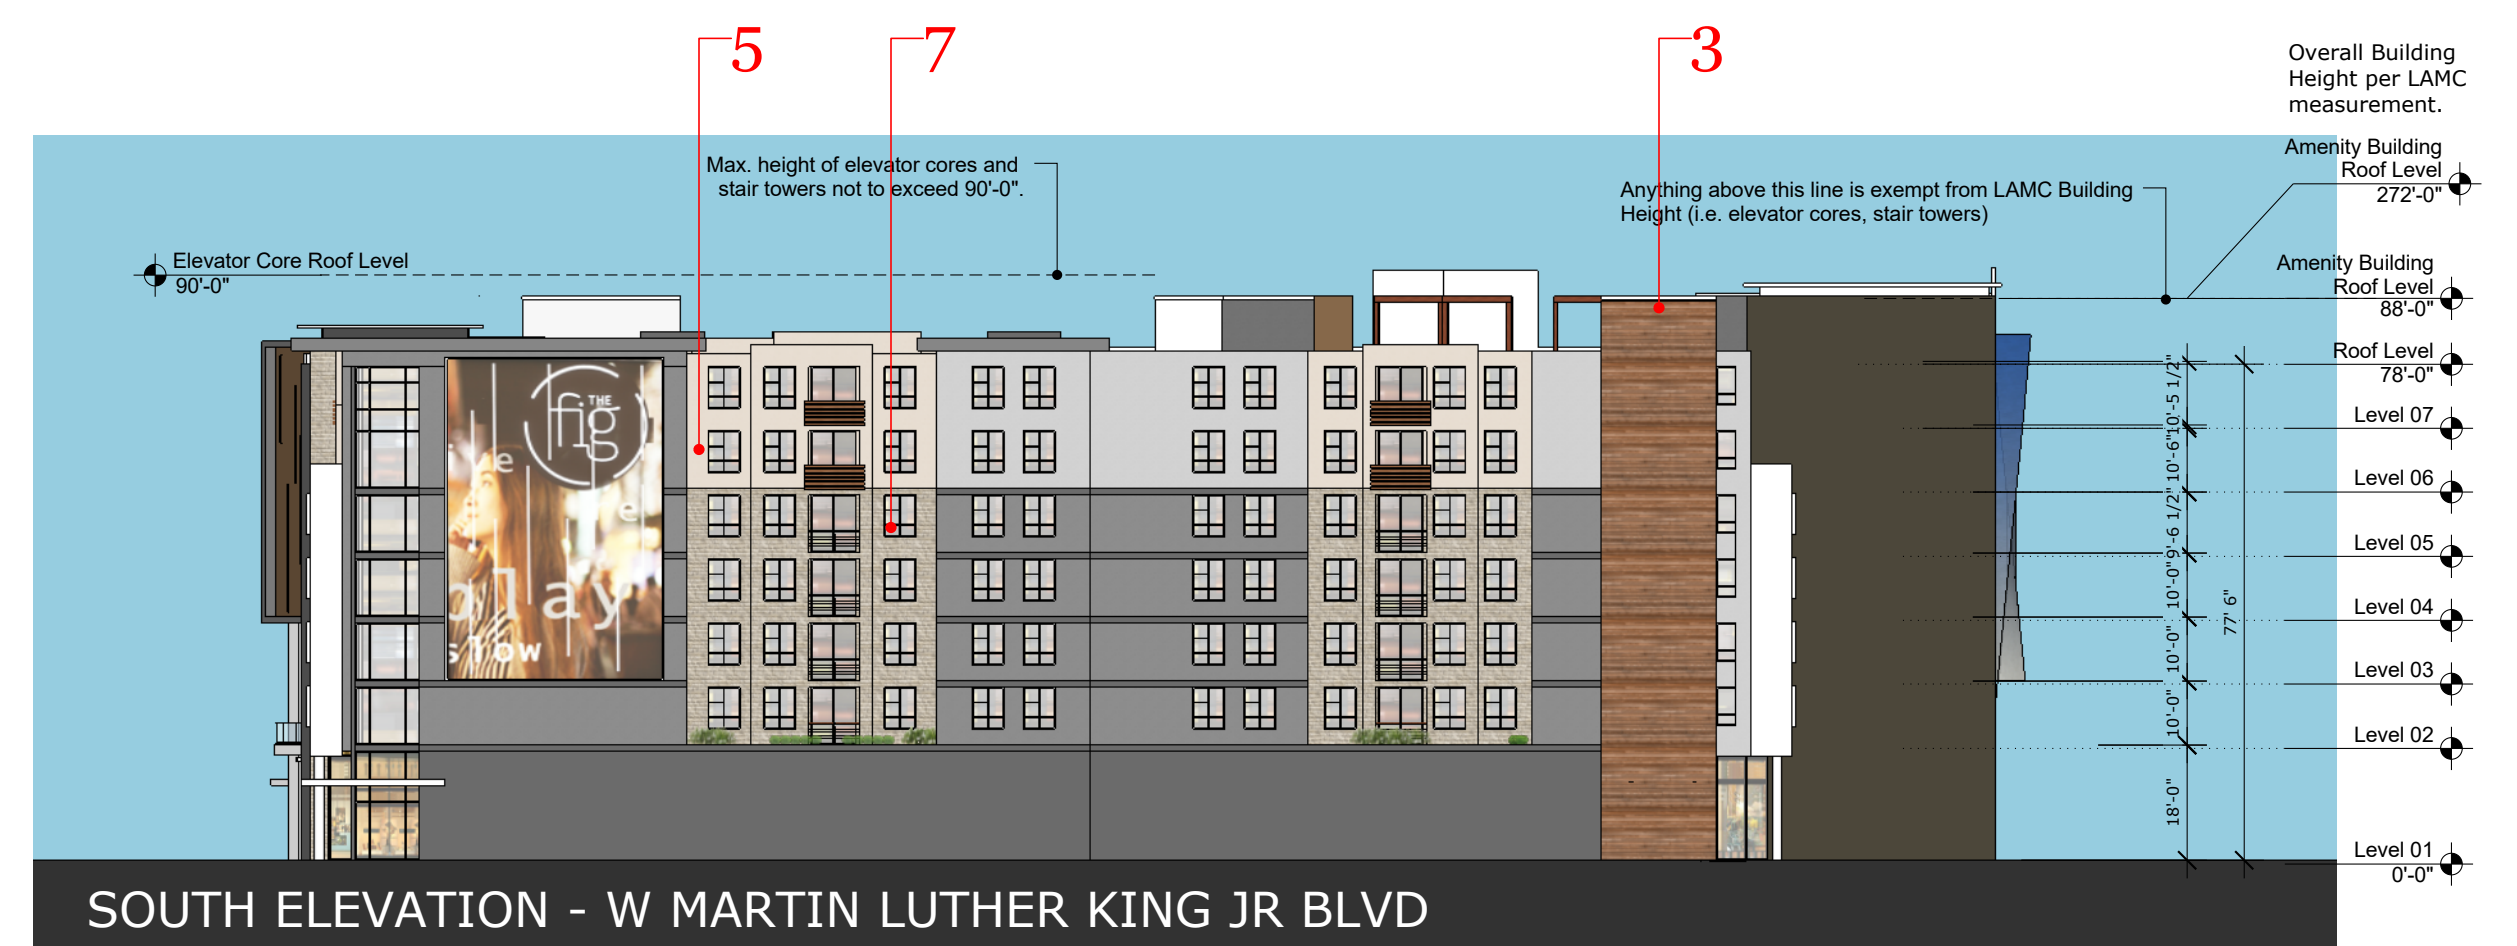 5
7
3
Overall Building
Height per LAMC
measurement.
Amenity Building
Roof Level
272'-0"
Max. height of elevator cores and
stair towers not to exceed 90'-0".
Anything above this line is exempt from LAMC Building
Height (i.e. elevator cores, stair towers)
Elevator Core Roof Level
90'-0"
Amenity Building
Roof Level
88'-0"
Roof Level
78'-0"
Level 07
Level 06
Level 05
Level 04
Level 03
Level 02
Level 01
0'-0"
10'-5 1/2"
10'-6"
9'-6 1/2"
10'-0"
10'-0"
10'-0"
18'-0"
77' 6"
THE
fig
e
e
play
slow
SOUTH ELEVATION - W MARTIN LUTHER KING JR BLVD